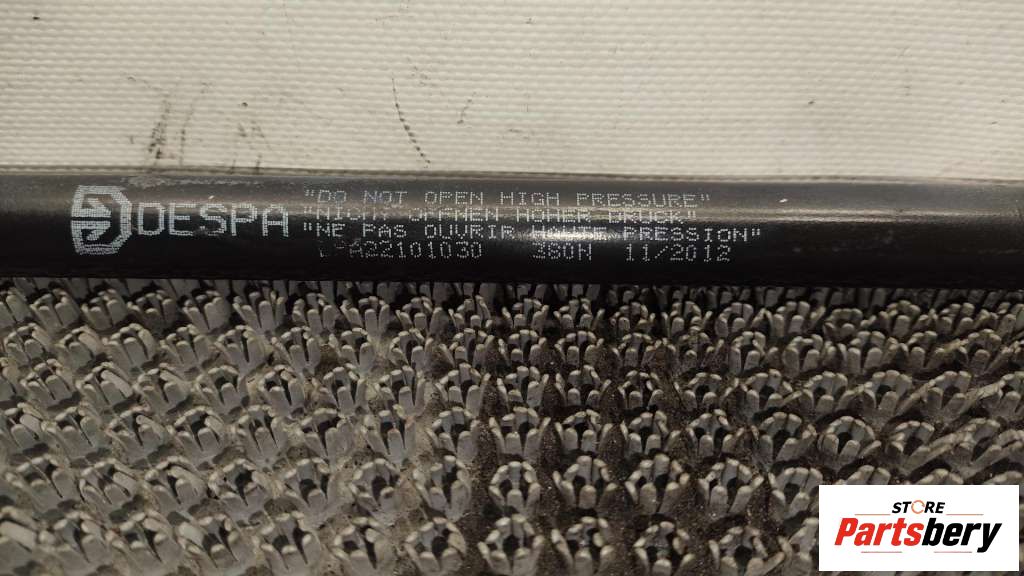 DESPA
"DO NOT OPEN HIGH PRESSURE"
"NICHT OFFNEN HOHER DRUCK"
"NE PAS OUVRIR HAUTE PRESSION"
380N 11/2012
STORE
Partsbery